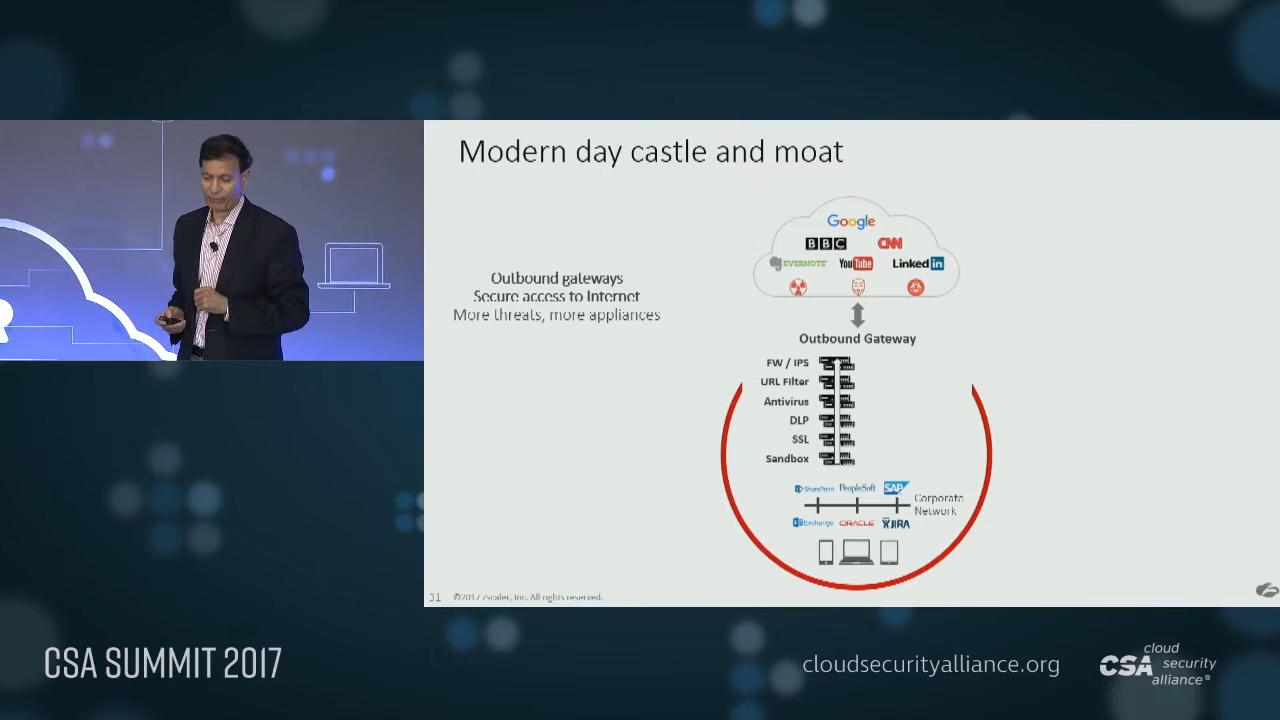 Modern day castle and moat
Google
BBC CNN
EVERNOTE YouTube LinkedIn
Outbound gateways
Secure access to Internet
More threats, more appliances
Outbound Gateway
FW / IPS
URL Filter
Antivirus
DLP
SSL
Sandbox
SharePoint PeopleSoft SAP
Corporate
Network
Exchange ORACLE JIRA
31 ©2017 Zscaler, Inc. All rights reserved.
CSA SUMMIT 2017
cloudsecurityalliance.org
CSA cloud
security
alliance®